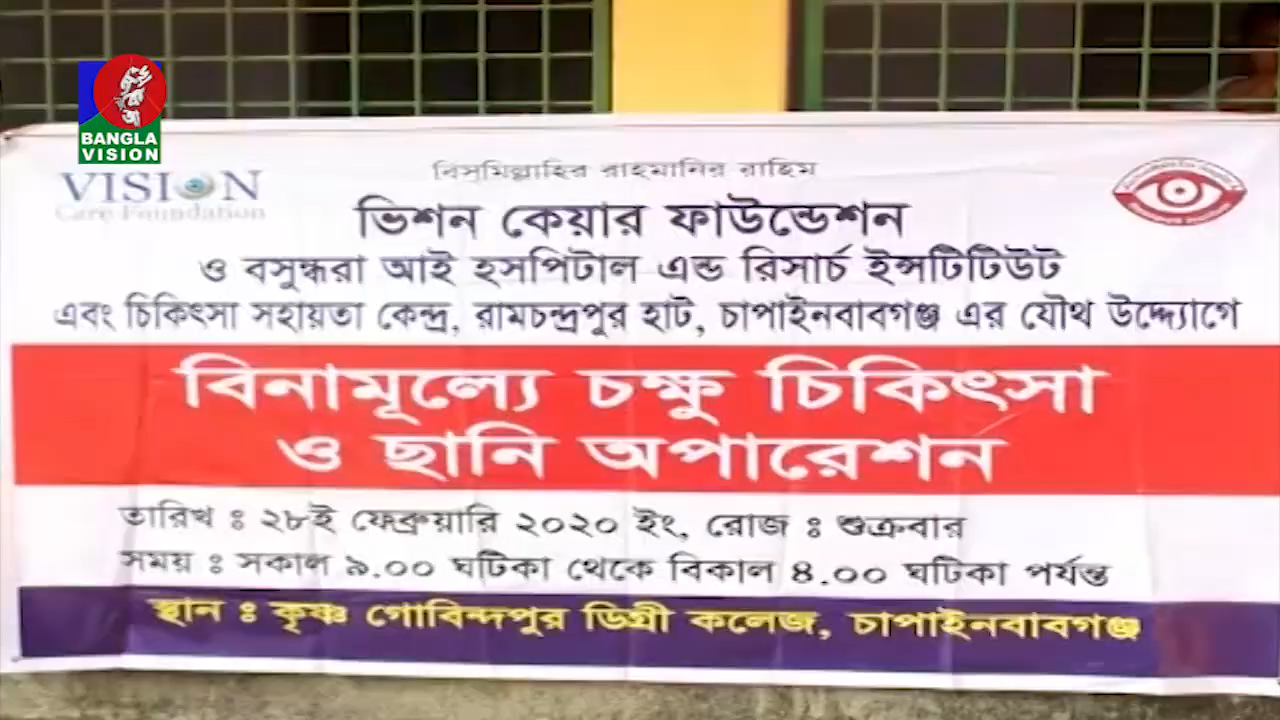 BANGLA
VISION
VISION
Care Foundation
বিস্মিল্লাহির রাহমানির রাহিম
ভিশন কেয়ার ফাউন্ডেশন
ও বসুন্ধরা আই হসপিটাল এন্ড রিসার্চ ইন্সটিটিউট
এবং চিকিৎসা সহায়তা কেন্দ্র, রামচন্দ্রপুর হাট, চাপাইনবাবগঞ্জ এর যৌথ উদ্দ্যোগে
বিনামূল্যে চক্ষু চিকিৎসা
ও ছানি অপারেশন
তারিখ ঃ ২৮ই ফেব্রুয়ারি ২০২০ ইং, রোজ ঃ শুক্রবার
সময় ঃ সকাল ৯.০০ ঘটিকা থেকে বিকাল ৪.০০ ঘটিকা পর্যন্ত
স্থান ঃ কৃষ্ণ গোবিন্দপুর ডিগ্রী কলেজ, চাপাইনবাবগঞ্জ